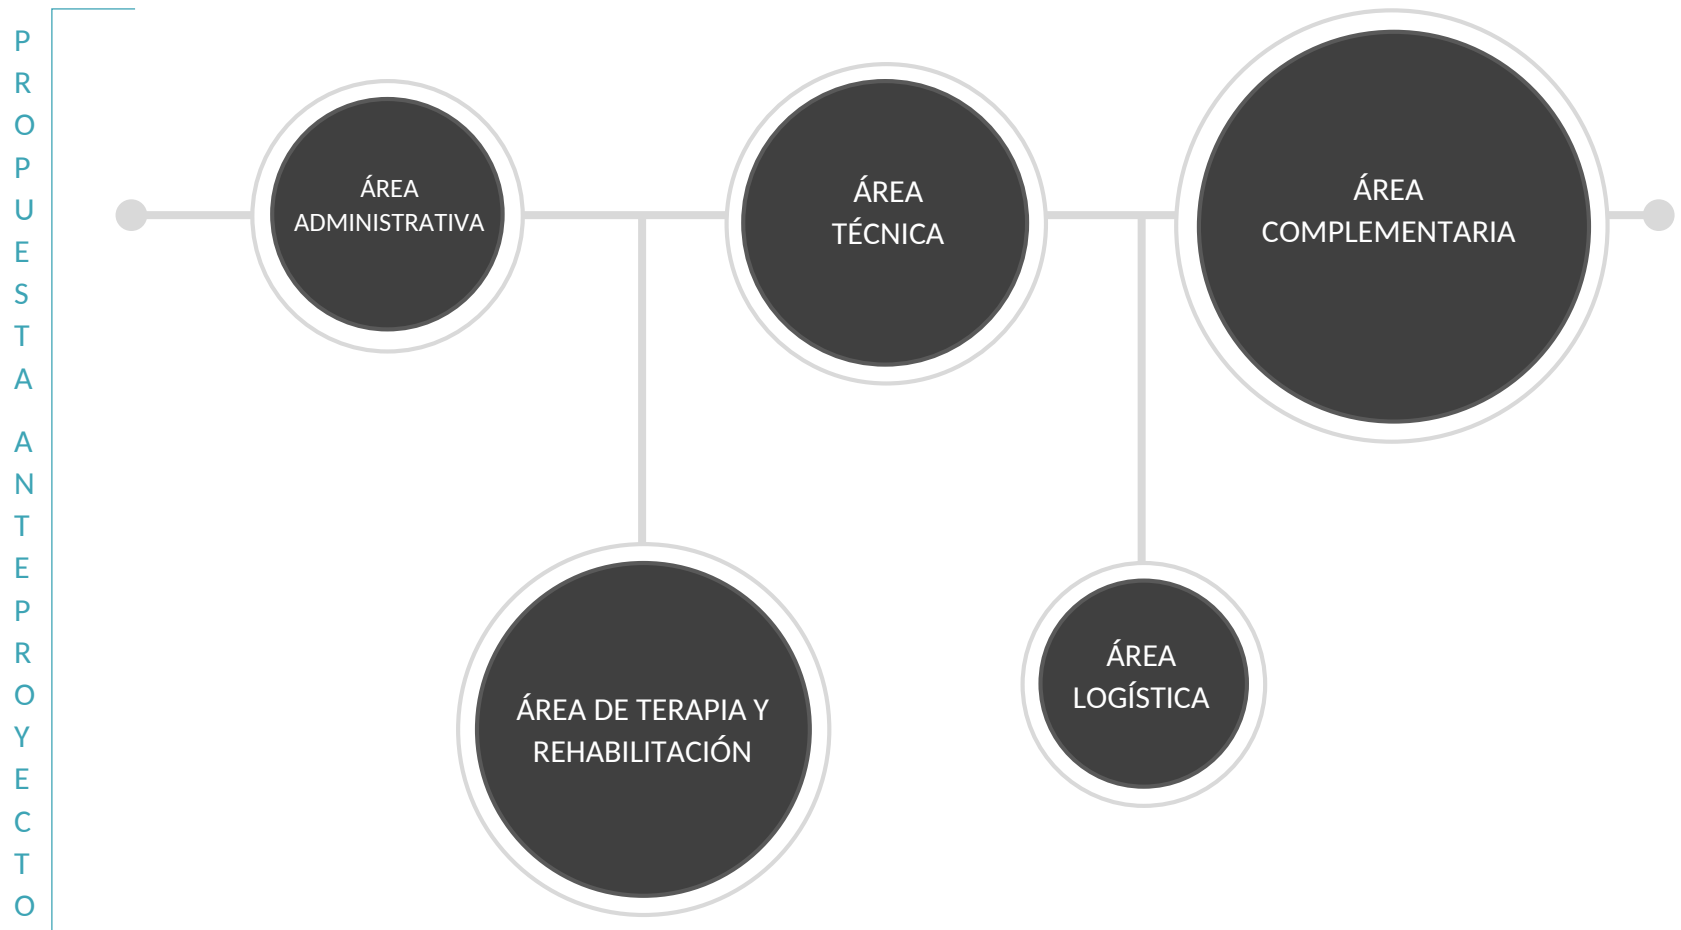 PROPUESTA ANTEPROYECTO
ÁREA
ADMINISTRATIVA
ÁREA
TÉCNICA
ÁREA
COMPLEMENTARIA
ÁREA DE TERAPIA Y
REHABILITACIÓN
ÁREA
LOGÍSTICA